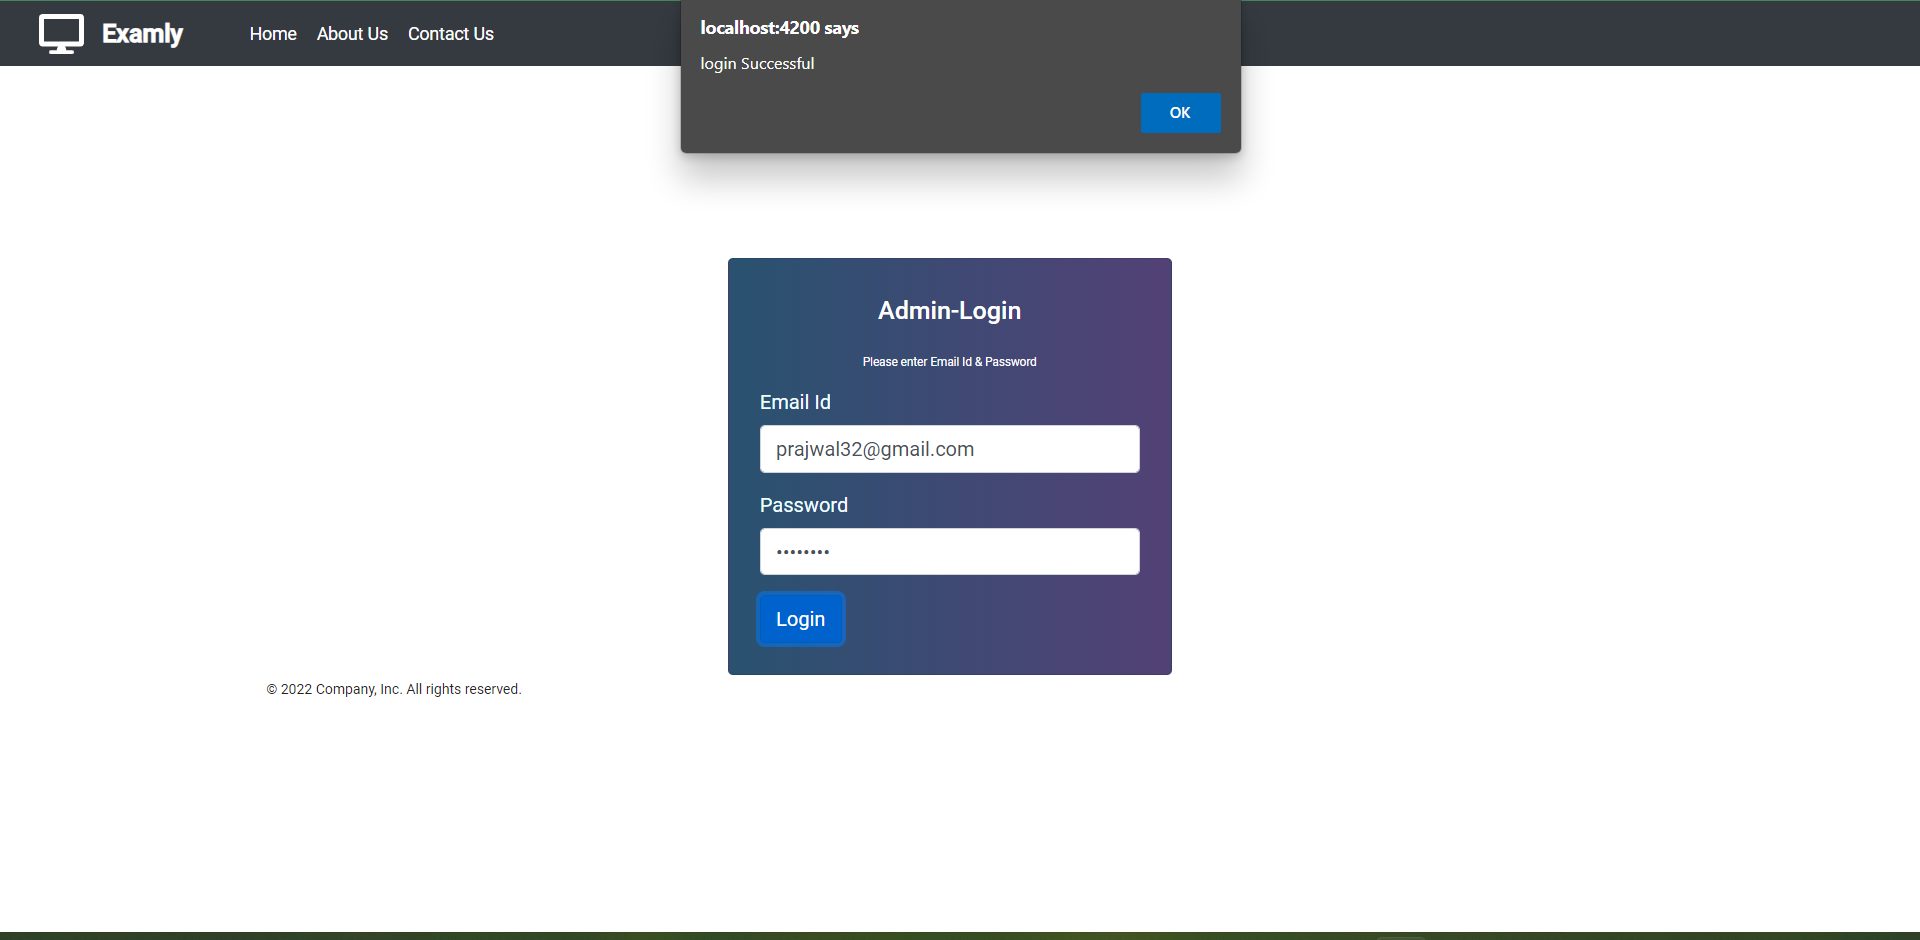 Examly
Home About Us Contact Us
localhost:4200 says
login Successful
OK
Admin-Login
Please enter Email Id & Password
Email Id
prajwal32@gmail.com
Password
••••••••
Login
© 2022 Company, Inc. All rights reserved.